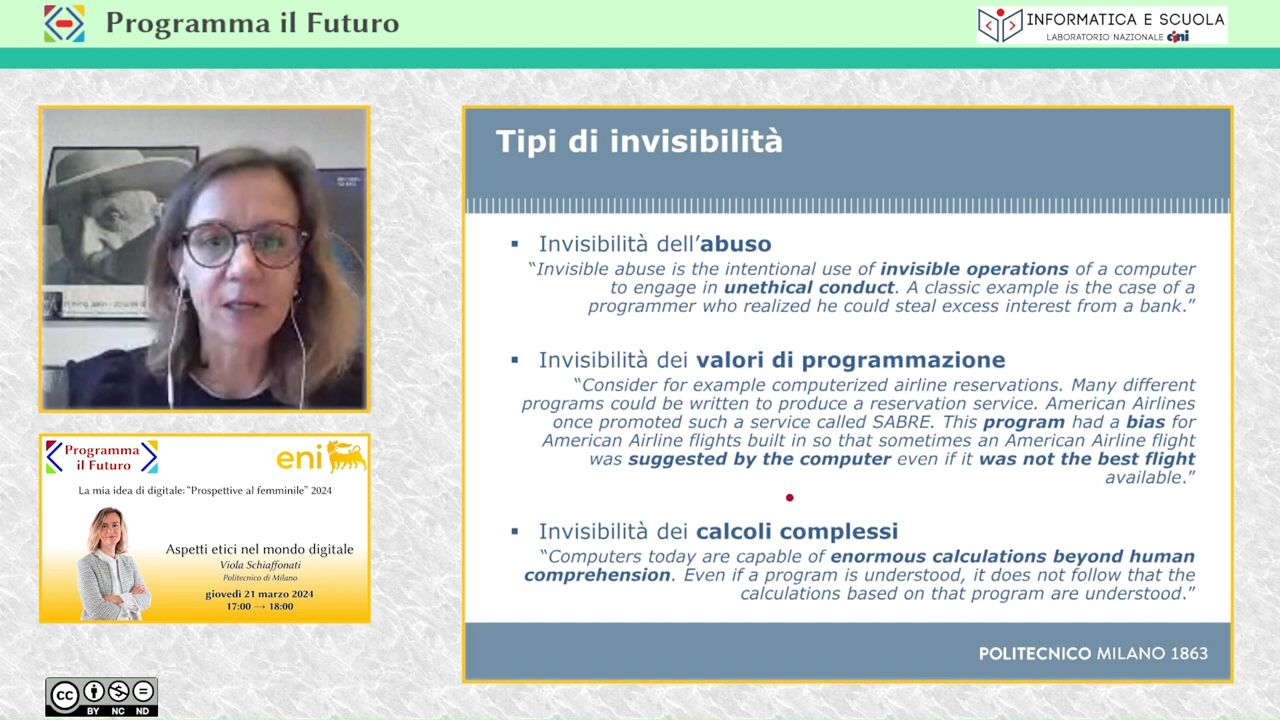 Programma il Futuro
INFORMATICA E SCUOLA
LABORATORIO NAZIONALE cini
Tipi di invisibilità
▪ Invisibilità dell’abuso
“Invisible abuse is the intentional use of invisible operations of a computer
to engage in unethical conduct. A classic example is the case of a
programmer who realized he could steal excess interest from a bank.”
▪ Invisibilità dei valori di programmazione
“Consider for example computerized airline reservations. Many different
programs could be written to produce a reservation service. American Airlines
once promoted such a service called SABRE. This program had a bias for
American Airline flights built in so that sometimes an American Airline flight
was suggested by the computer even if it was not the best flight
available.”
▪ Invisibilità dei calcoli complessi
“Computers today are capable of enormous calculations beyond human
comprehension. Even if a program is understood, it does not follow that the
calculations based on that program are understood.”
POLITECNICO MILANO 1863
Programma
il Futuro
eni
La mia idea di digitale: “Prospettive al femminile” 2024
Aspetti etici nel mondo digitale
Viola Schiaffonati
Politecnico di Milano
giovedì 21 marzo 2024
17:00 → 18:00
cc
BY NC ND